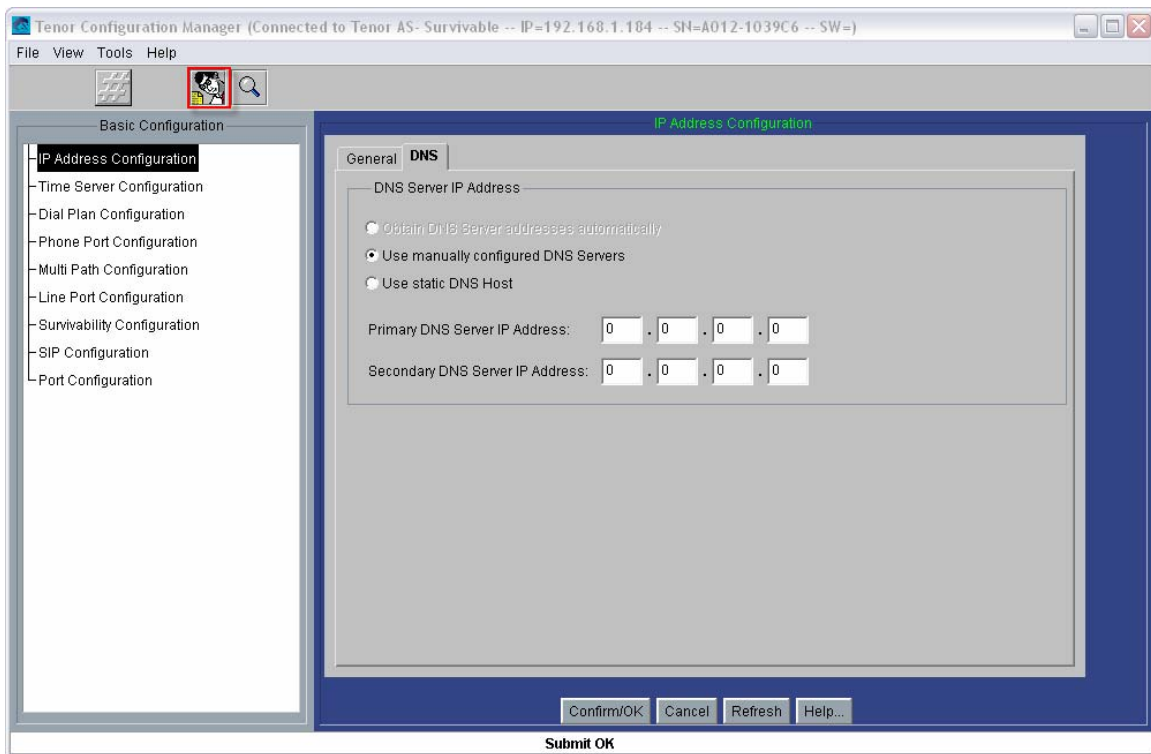 Tenor Configuration Manager (Connected to Tenor AS- Survivable -- IP=192.168.1.184 -- SN=A012-1039C6 -- SW=)
File View Tools Help
Basic Configuration
IP Address Configuration
Time Server Configuration
Dial Plan Configuration
Phone Port Configuration
Multi Path Configuration
Line Port Configuration
Survivability Configuration
SIP Configuration
Port Configuration
IP Address Configuration
General DNS
DNS Server IP Address
Obtain DNS Server addresses automatically
Use manually configured DNS Servers
Use static DNS Host
Primary DNS Server IP Address: 0 . 0 . 0 . 0
Secondary DNS Server IP Address: 0 . 0 . 0 . 0
Confirm/OK Cancel Refresh Help...
Submit OK